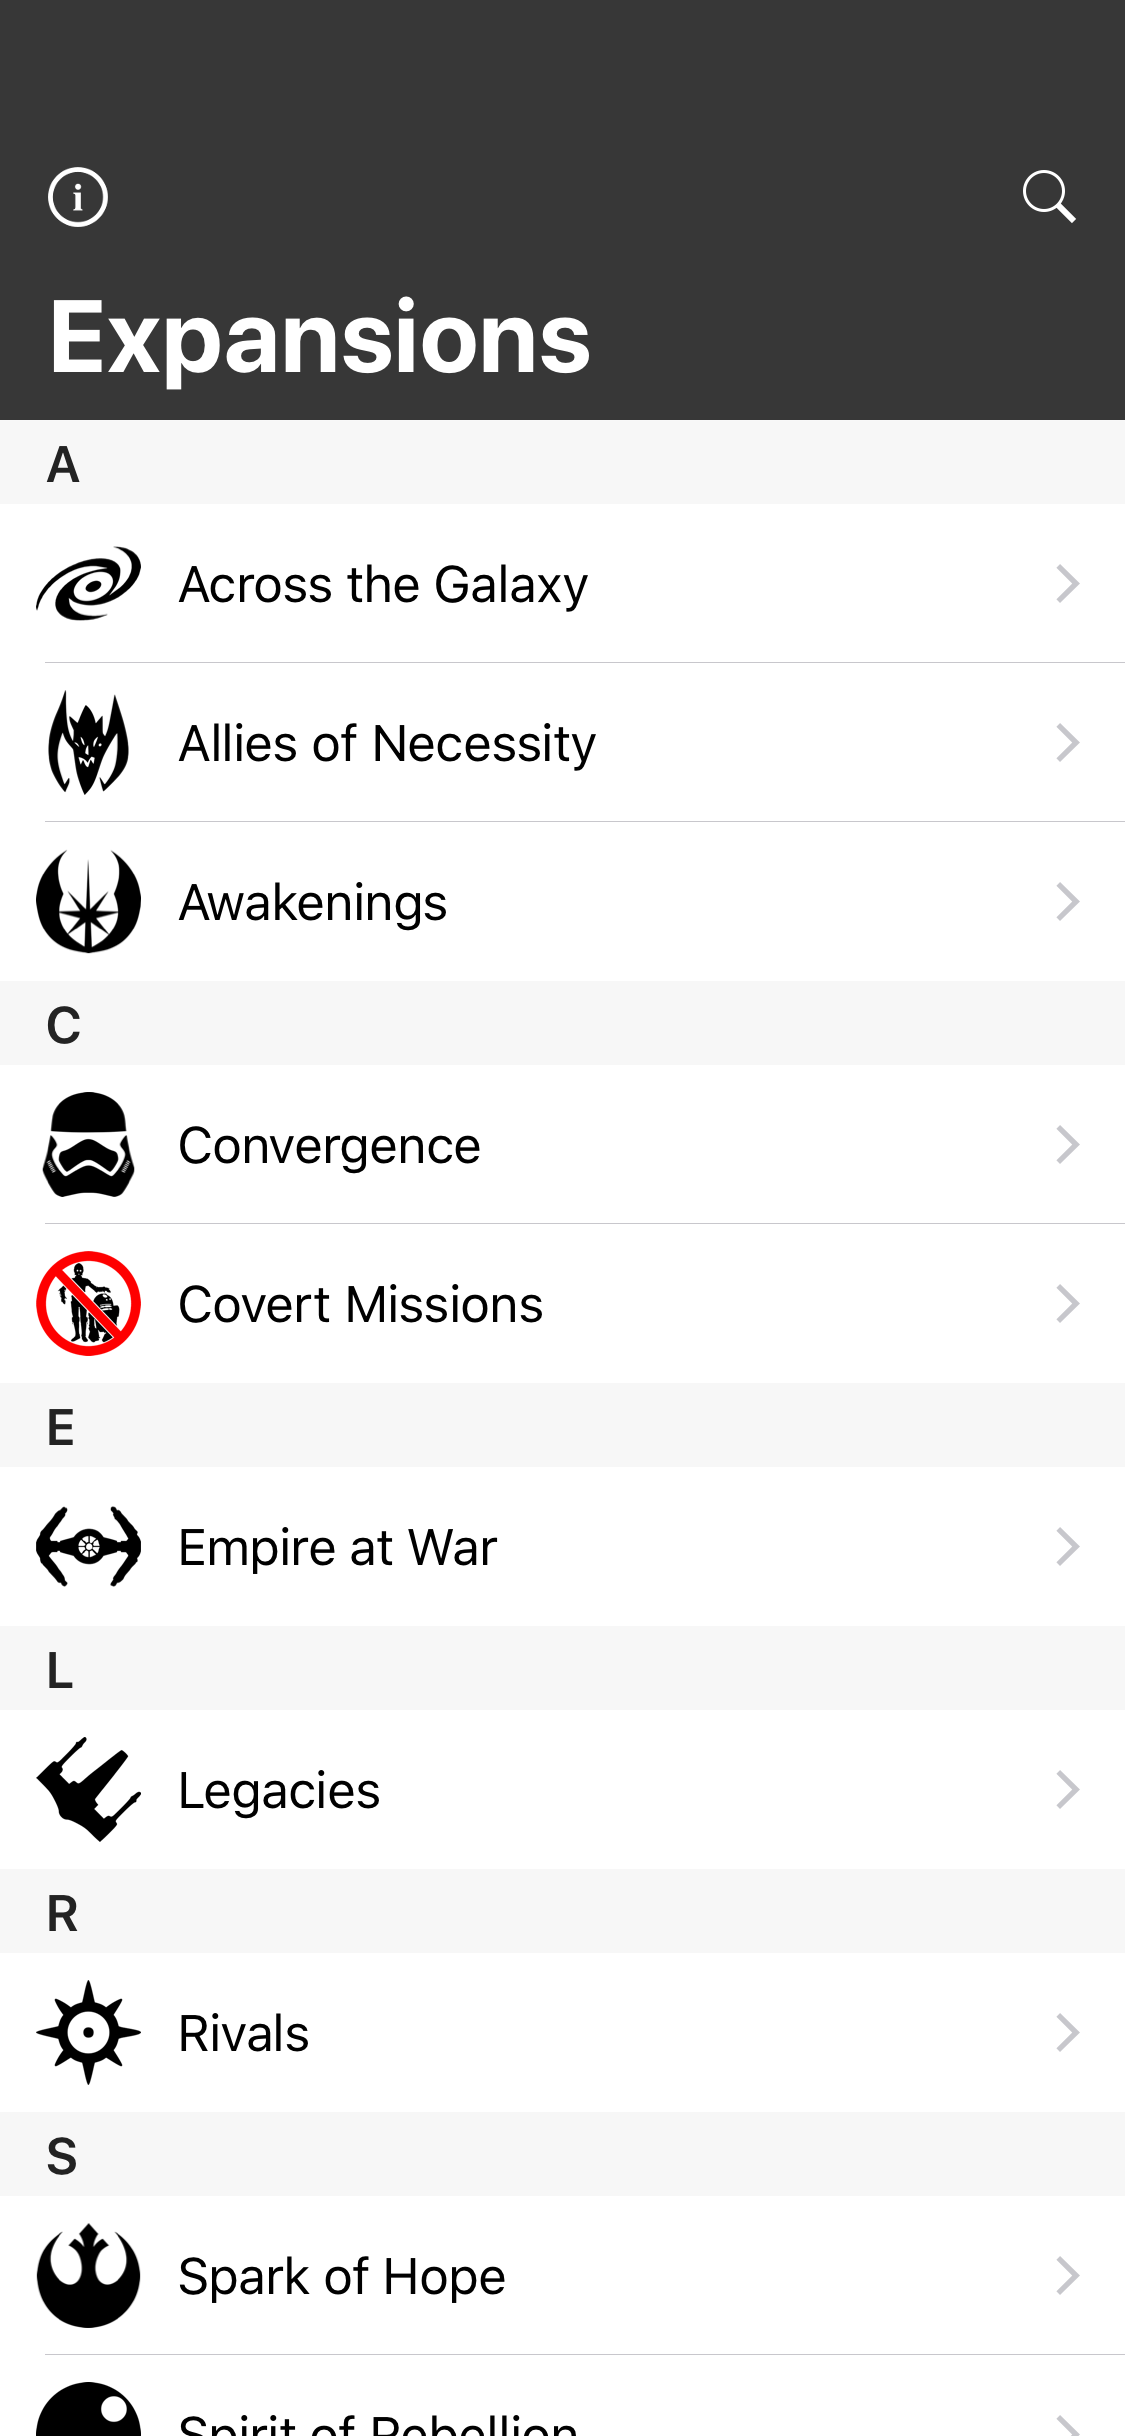 Expansions
A
Across the Galaxy
Allies of Necessity
Awakenings
C
Convergence
Covert Missions
E
Empire at War
L
Legacies
R
Rivals
S
Spark of Hope
Spirit of Rebellion